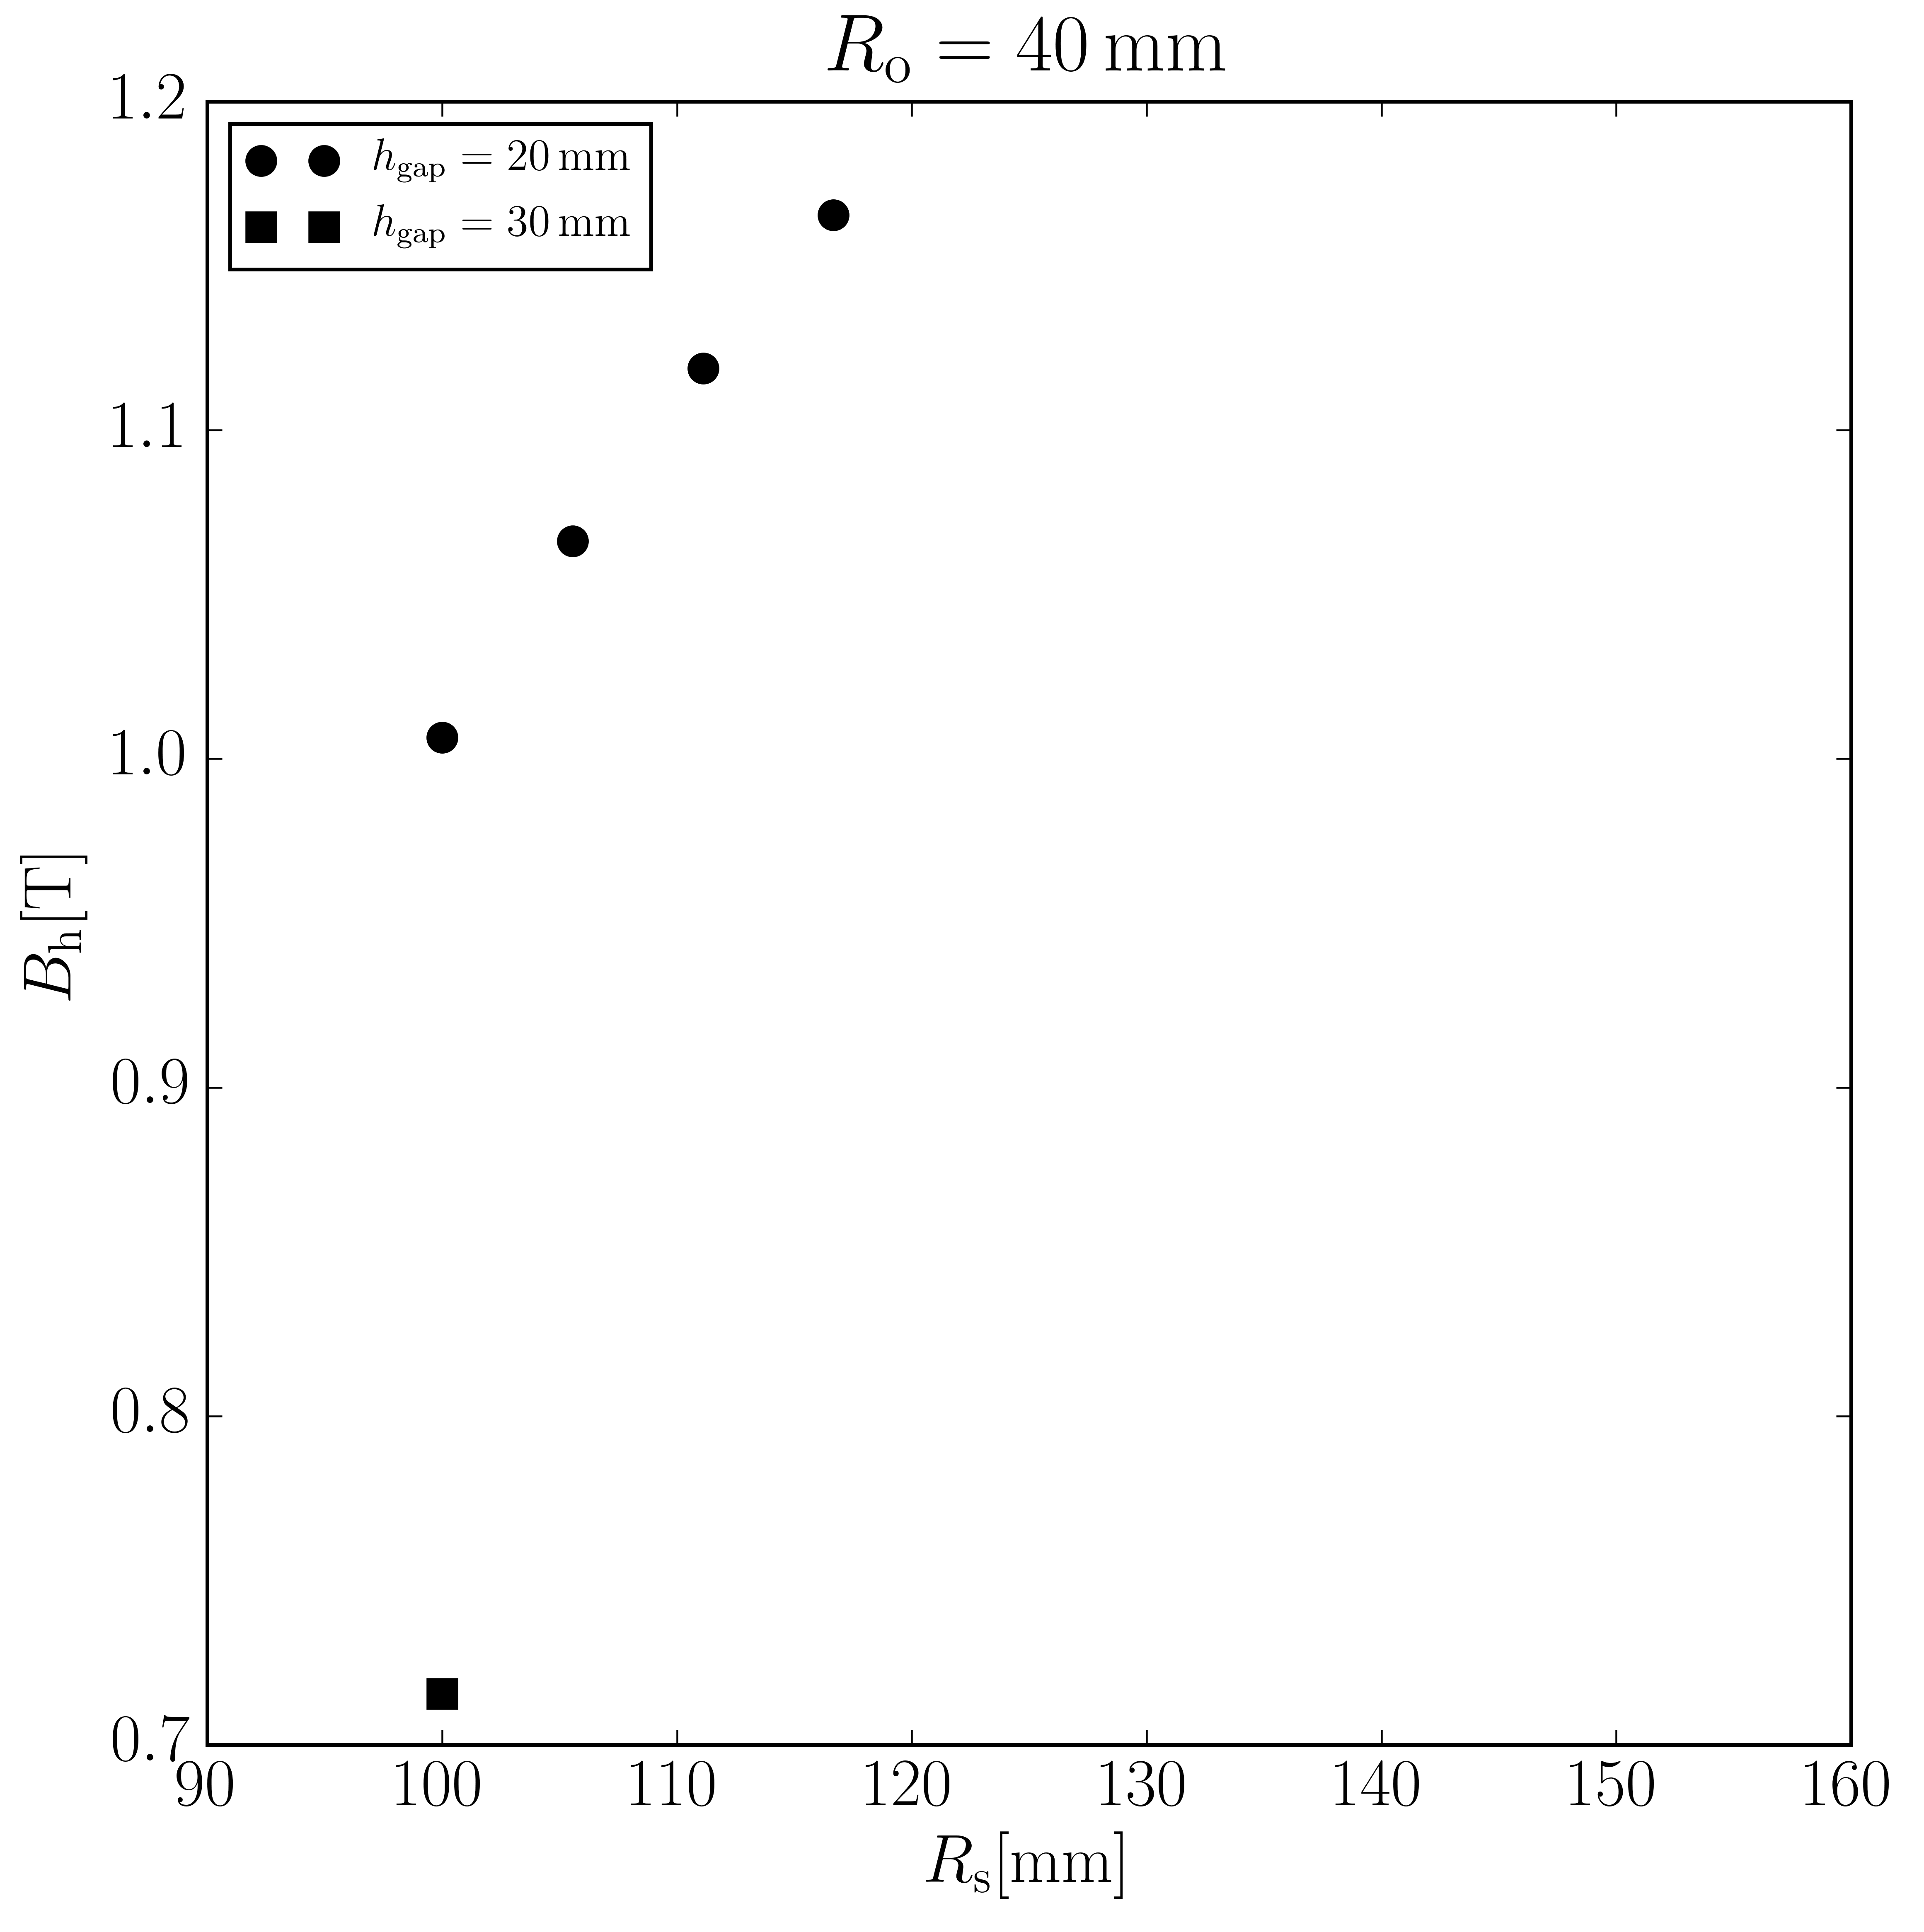 R_o = 40 mm
1.2
h_gap = 20 mm
h_gap = 30 mm
1.1
1.0
B_h[T]
0.9
0.8
0.7
90 100 110 120 130 140 150 160
R_s[mm]